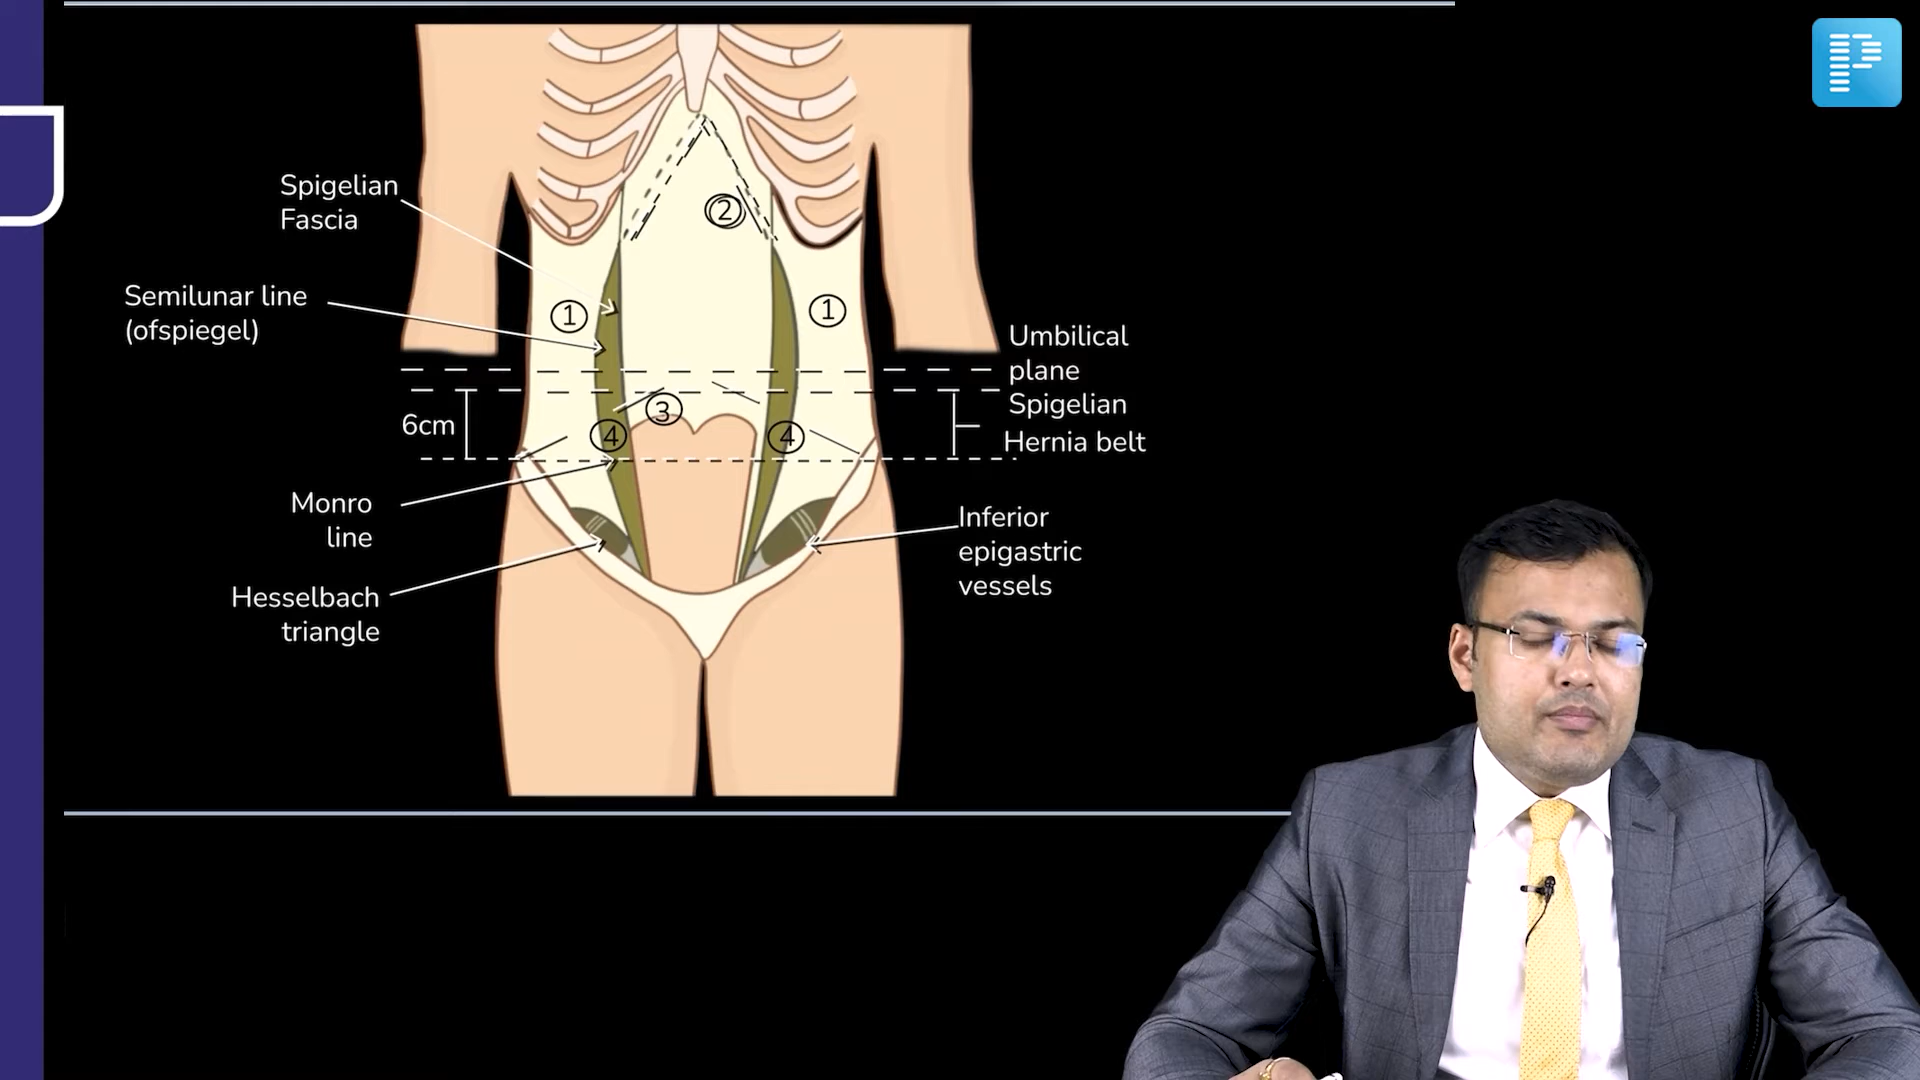 Spigelian
Fascia
②
Semilunar line
(ofspiegel)
①
①
Umbilical
plane
Spigelian
Hernia belt
6cm
③
④
④
Monro
line
Inferior
epigastric
vessels
Hesselbach
triangle
P